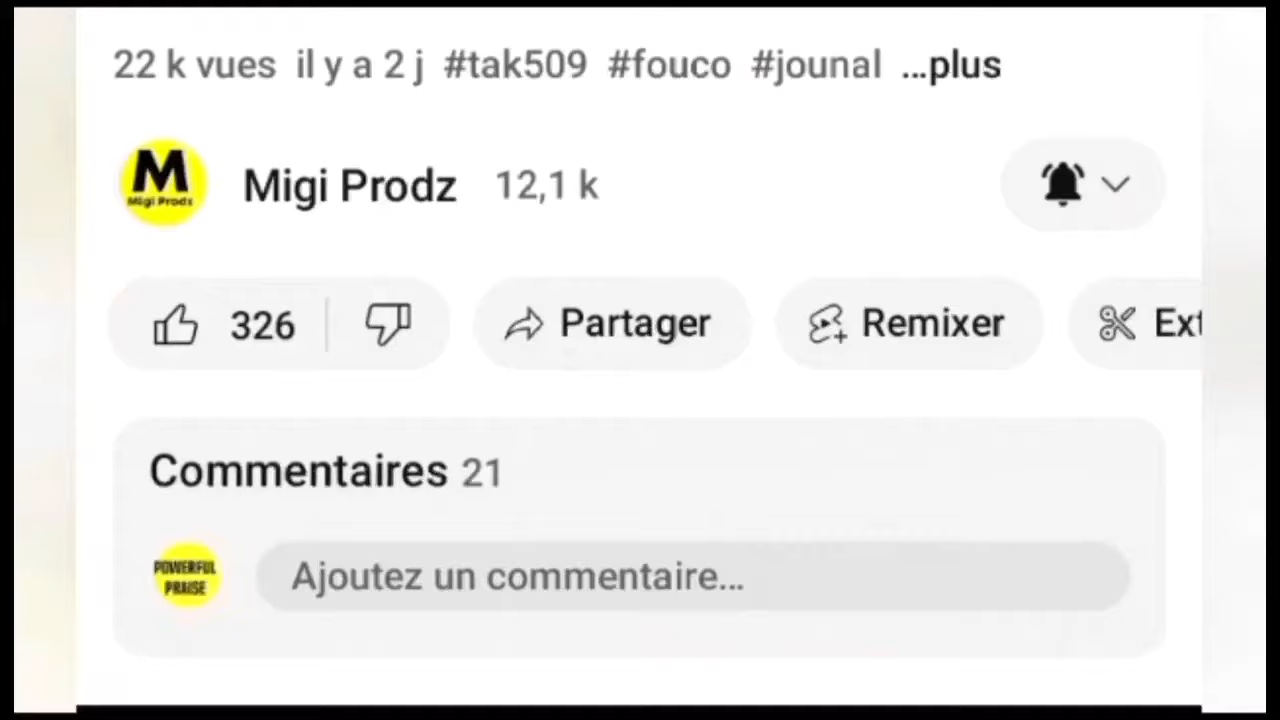 22 k vues il y a 2 j #tak509 #fouco #jounal ...plus
M
Migi Prodz
Migi Prodz 12,1 k
326
Partager
Remixer
Ext
Commentaires 21
POWERFUL
PRAISE
Ajoutez un commentaire...